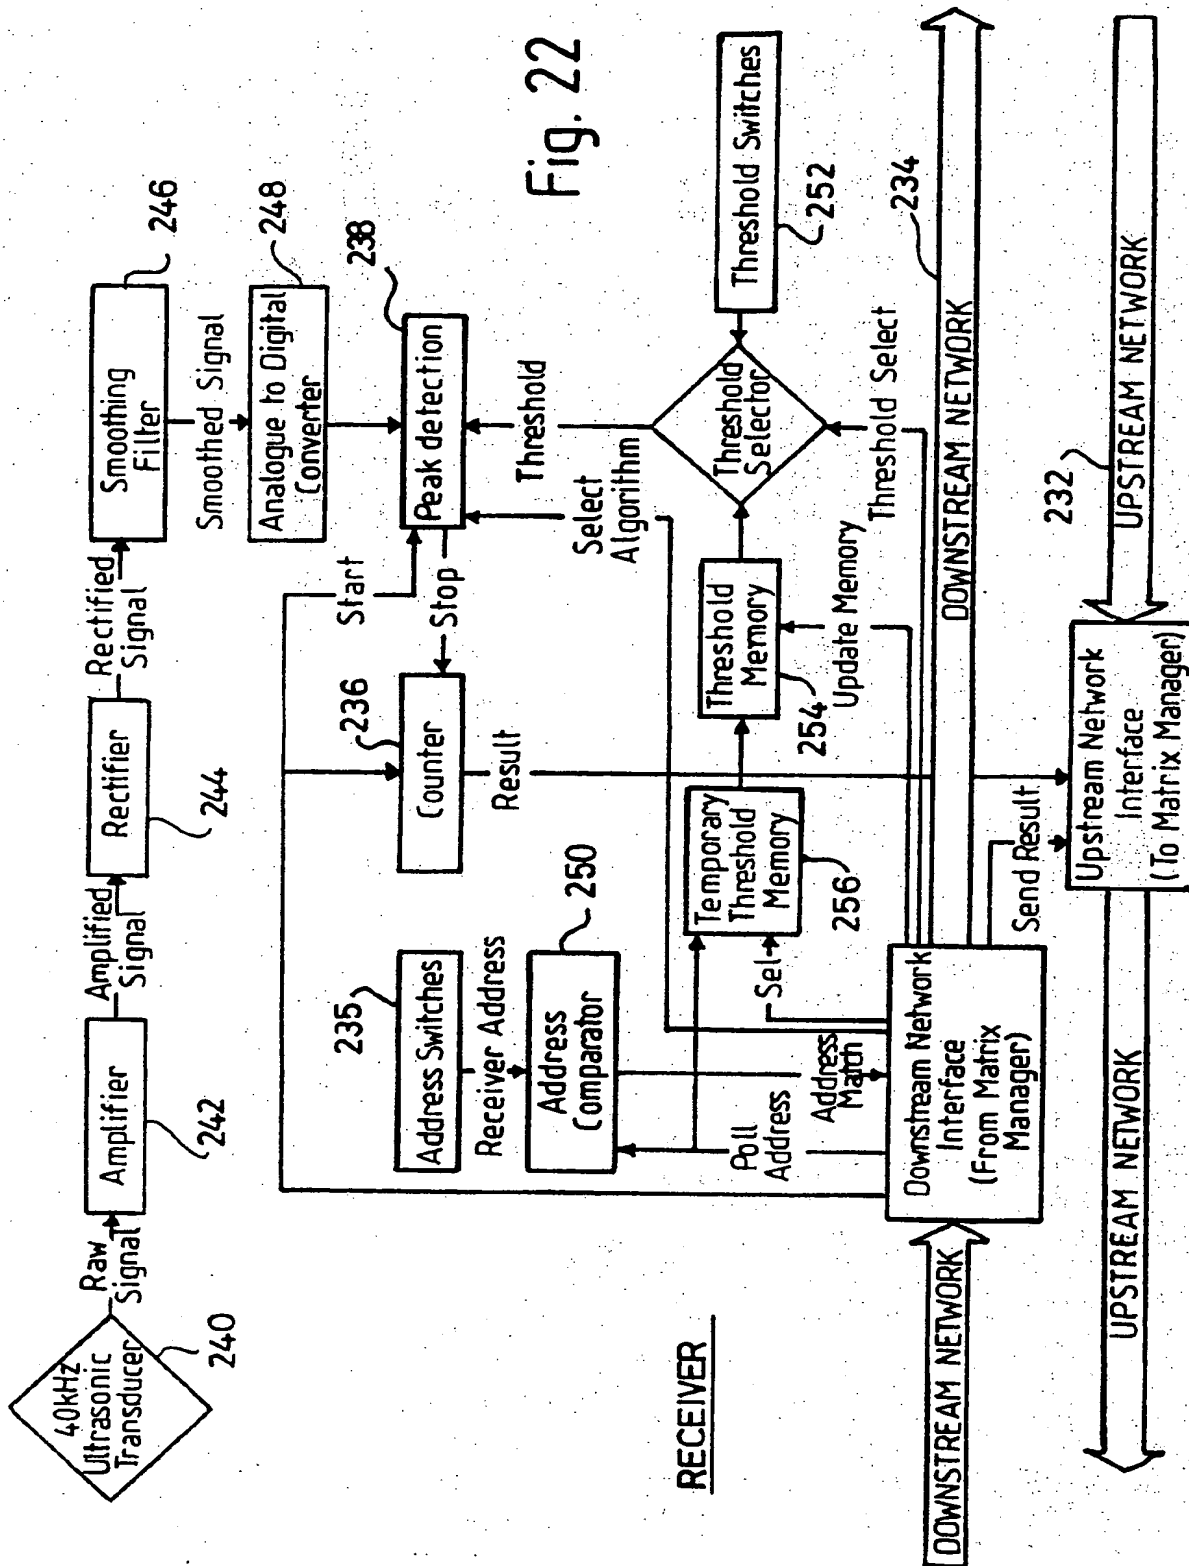 40kHz
Ultrasonic
Transducer
240
Raw
Signal
Amplifier
242
Amplified
Signal
Rectifier
244
Rectified
Signal
Smoothing
Filter
246
Smoothed Signal
Analogue to Digital
Converter
248
Start
Peak detection
238
Stop
Counter
236
Result
Select
Algorithm
Threshold
Fig. 22
Address Switches
235
Receiver Address
Address
Comparator
250
Poll
Address
Address
Match
Sel
Temporary
Threshold
Memory
256
Threshold
Memory
254
Update Memory
Threshold
Selector
Threshold Switches
252
Threshold Select
RECEIVER
DOWNSTREAM NETWORK
Downstream Network
Interface
(From Matrix
Manager)
DOWNSTREAM NETWORK
234
Send Result
UPSTREAM NETWORK
Upstream Network
Interface
(To Matrix Manager)
UPSTREAM NETWORK
232